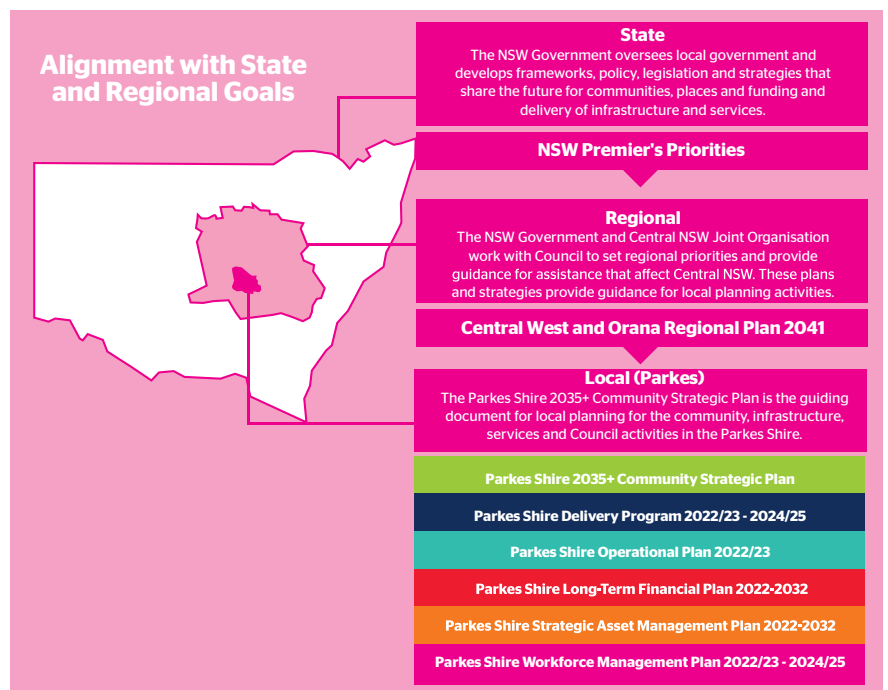 Alignment with State
and Regional Goals
State
The NSW Government oversees local government and
develops frameworks, policy, legislation and strategies that
share the future for communities, places and funding and
delivery of infrastructure and services.
NSW Premier's Priorities
Regional
The NSW Government and Central NSW Joint Organisation
work with Council to set regional priorities and provide
guidance for assistance that affect Central NSW. These plans
and strategies provide guidance for local planning activities.
Central West and Orana Regional Plan 2041
Local (Parkes)
The Parkes Shire 2035+ Community Strategic Plan is the guiding
document for local planning for the community, infrastructure,
services and Council activities in the Parkes Shire.
Parkes Shire 2035+ Community Strategic Plan
Parkes Shire Delivery Program 2022/23 - 2024/25
Parkes Shire Operational Plan 2022/23
Parkes Shire Long-Term Financial Plan 2022-2032
Parkes Shire Strategic Asset Management Plan 2022-2032
Parkes Shire Workforce Management Plan 2022/23 - 2024/25